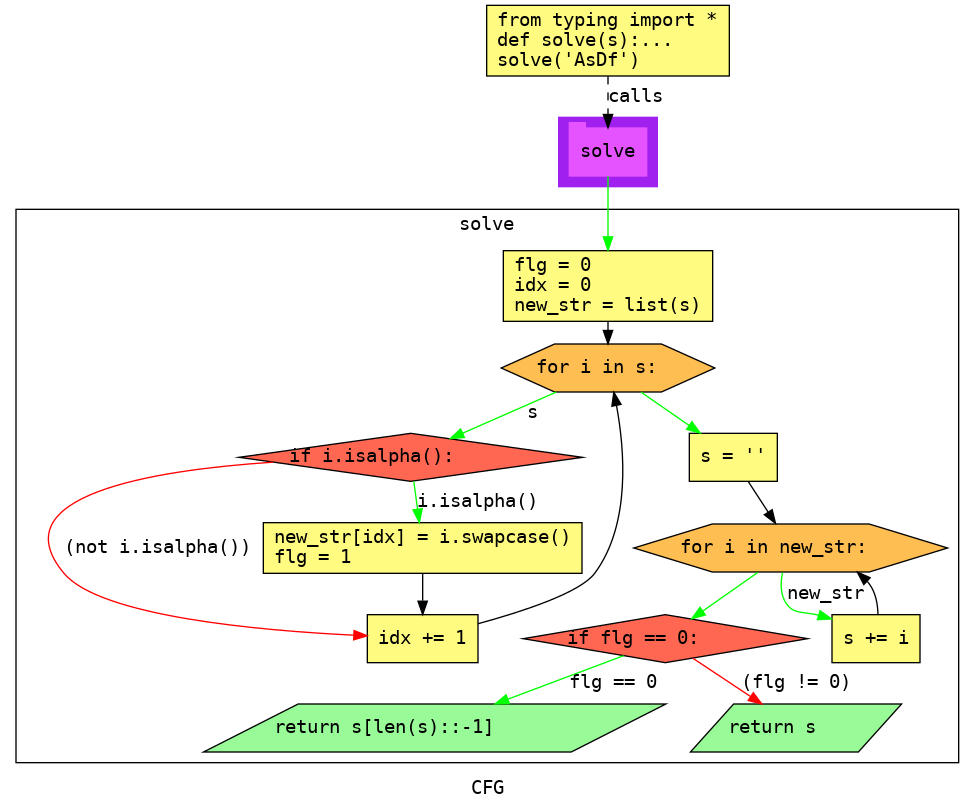 from typing import *
def solve(s):...
solve('AsDf')
calls
solve
solve
flg = 0
idx = 0
new_str = list(s)
for i in s:
s
if i.isalpha():
s = ''
i.isalpha()
(not i.isalpha())
new_str[idx] = i.swapcase()
flg = 1
for i in new_str:
new_str
idx += 1
if flg == 0:
s += i
flg == 0
(flg != 0)
return s[len(s)::-1]
return s
CFG